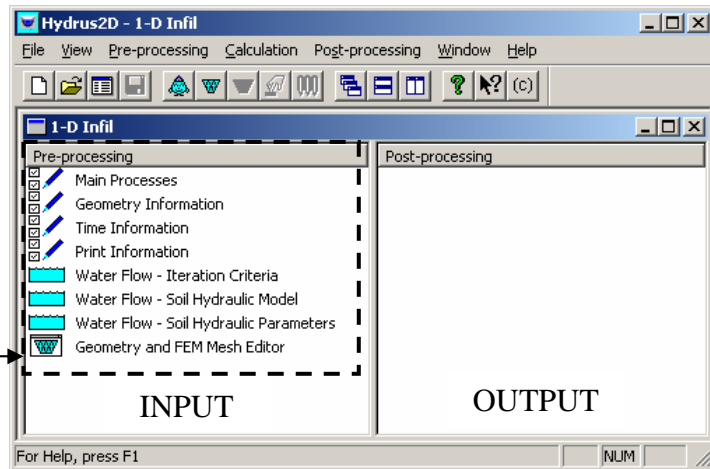 Hydrus2D - 1-D Infil
File View Pre-processing Calculation Post-processing Window Help
? ? (c)
1-D Infil
Pre-processing Post-processing
Main Processes
Geometry Information
Time Information
Print Information
Water Flow - Iteration Criteria
Water Flow - Soil Hydraulic Model
Water Flow - Soil Hydraulic Parameters
Geometry and FEM Mesh Editor
INPUT OUTPUT
For Help, press F1 NUM